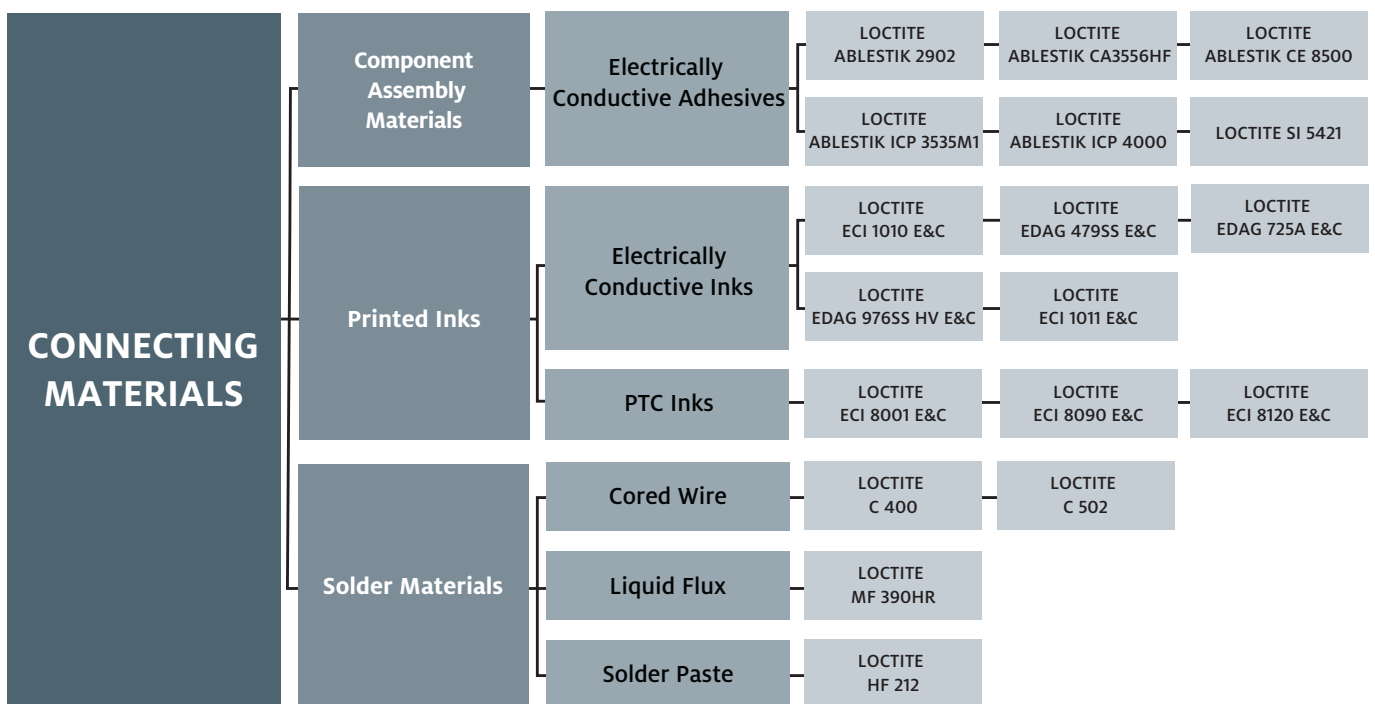 CONNECTING
MATERIALS
Component
Assembly
Materials
Electrically
Conductive Adhesives
LOCTITE
ABLESTIK 2902
LOCTITE
ABLESTIK CA3556HF
LOCTITE
ABLESTIK CE 8500
LOCTITE
ABLESTIK ICP 3535M1
LOCTITE
ABLESTIK ICP 4000
LOCTITE SI 5421
Printed Inks
Electrically
Conductive Inks
LOCTITE
ECI 1010 E&C
LOCTITE
EDAG 479SS E&C
LOCTITE
EDAG 725A E&C
LOCTITE
EDAG 976SS HV E&C
LOCTITE
ECI 1011 E&C
PTC Inks
LOCTITE
ECI 8001 E&C
LOCTITE
ECI 8090 E&C
LOCTITE
ECI 8120 E&C
Solder Materials
Cored Wire
LOCTITE
C 400
LOCTITE
C 502
Liquid Flux
LOCTITE
MF 390HR
Solder Paste
LOCTITE
HF 212